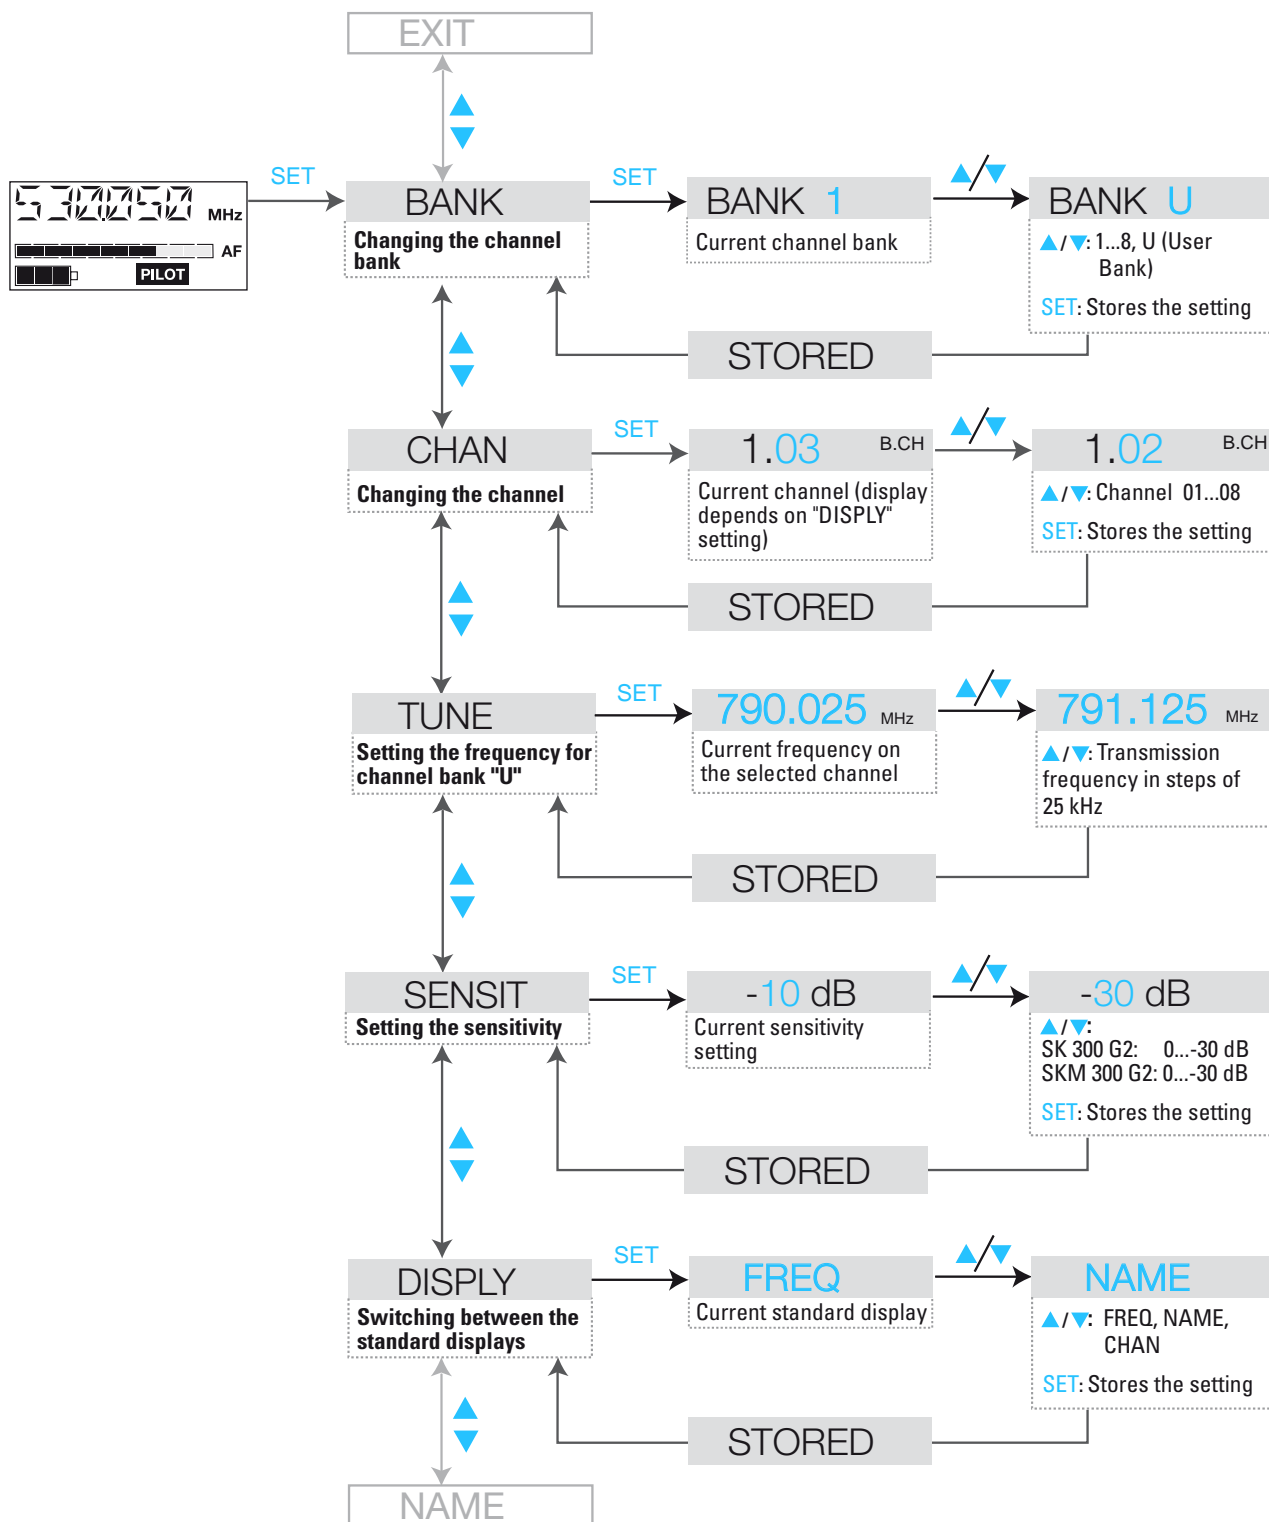 EXIT
530.050 MHz
AF
PILOT
SET
BANK
Changing the channel
bank
SET
BANK 1
Current channel bank
▲/▼
BANK U
▲/▼: 1...8, U (User
Bank)
SET: Stores the setting
STORED
CHAN
Changing the channel
SET
1.03 B.CH
Current channel (display
depends on "DISPLY"
setting)
▲/▼
1.02 B.CH
▲/▼: Channel 01...08
SET: Stores the setting
STORED
TUNE
Setting the frequency for
channel bank "U"
SET
790.025 MHz
Current frequency on
the selected channel
▲/▼
791.125 MHz
▲/▼: Transmission
frequency in steps of
25 kHz
STORED
SENSIT
Setting the sensitivity
SET
-10 dB
Current sensitivity
setting
▲/▼
-30 dB
▲/▼:
SK 300 G2: 0...-30 dB
SKM 300 G2: 0...-30 dB
SET: Stores the setting
STORED
DISPLY
Switching between the
standard displays
SET
FREQ
Current standard display
▲/▼
NAME
▲/▼: FREQ, NAME,
CHAN
SET: Stores the setting
STORED
NAME